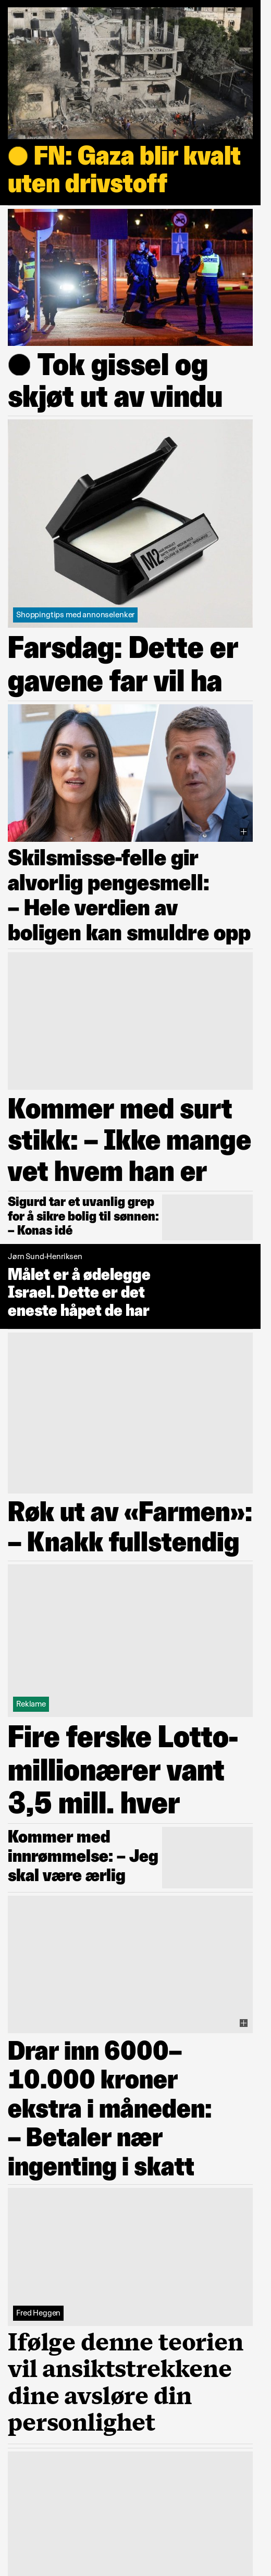 FN: Gaza blir kvalt
uten drivstoff
Tok gissel og
skjøt ut av vindu
M2
Shoppingtips med annonselenker
Farsdag: Dette er
gavene far vil ha
Skilsmisse-felle gir
alvorlig pengesmell:
– Hele verdien av
boligen kan smuldre opp
Kommer med surt
stikk: – Ikke mange
vet hvem han er
Sigurd tar et uvanlig grep
for å sikre bolig til sønnen:
– Konas idé
Jørn Sund-Henriksen
Målet er å ødelegge
Israel. Dette er det
eneste håpet de har
Røk ut av «Farmen»:
– Knakk fullstendig
Reklame
Fire ferske Lotto-
millionærer vant
3,5 mill. hver
Kommer med
innrømmelse: – Jeg
skal være ærlig
Drar inn 6000–
10.000 kroner
ekstra i måneden:
– Betaler nær
ingenting i skatt
Fred Heggen
Ifølge denne teorien
vil ansiktstrekkene
dine avsløre din
personlighet